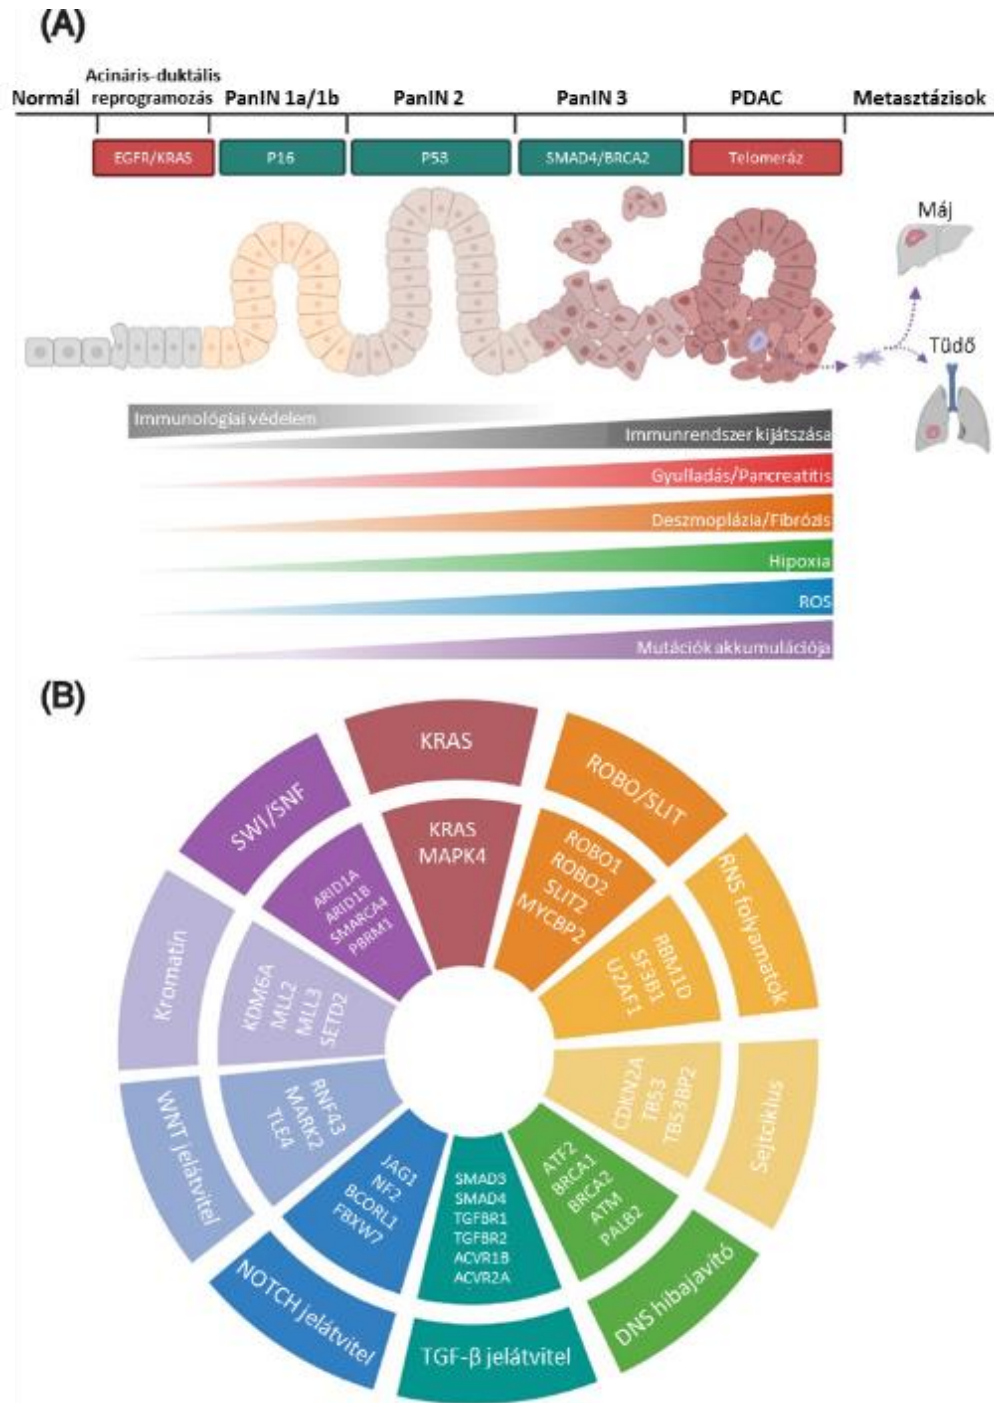 (A)
Normál
Acináris-duktális
reprogramozás
PanIN 1a/1b
PanIN 2
PanIN 3
PDAC
Metasztázisok
EGFR/KRAS
P16
P53
SMAD4/BRCA2
Telomeráz
Máj
Tüdő
Immunológiai védelem
Immunrendszer kijátszása
Gyulladás/Pancreatitis
Deszmoplázia/Fibrózis
Hipoxia
ROS
Mutációk akkumulációja
(B)
KRAS
KRAS
MAPK4
ROBO/SLIT
ROBO1
ROBO2
SLIT2
MYCBP2
RNS folyamatok
RBM1D
SF3B1
U2AF1
Sejtciklus
CDKN2A
TB53
TB53BP2
DNS hibajavító
ATF2
BRCA1
BRCA2
ATM
PALB2
TGF-β jelátvitel
SMAD3
SMAD4
TGFBR1
TGFBR2
ACVR1B
ACVR2A
NOTCH jelátvitel
JAG1
NF2
BCORL1
FBXW7
WNT jelátvitel
RNF43
MARK2
TLE4
Kromatin
KDM6A
MLL2
MLL3
SETD2
SWI/SNF
ARID1A
ARID1B
SMARCA4
PBRM1